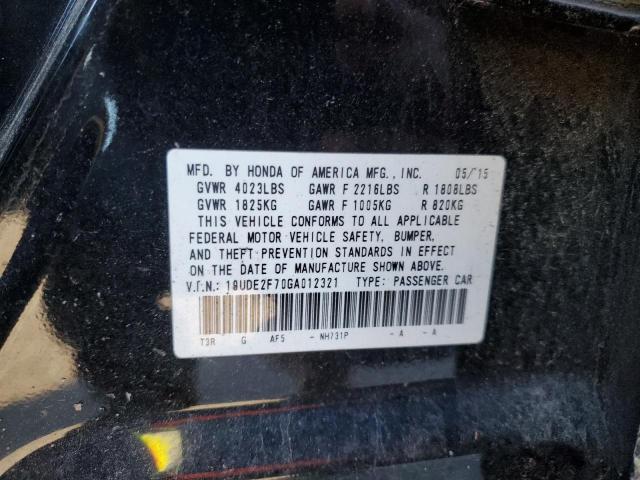 MFD. BY HONDA OF AMERICA MFG., INC. 05/15
GVWR 4023LBS GAWR F 2216LBS R 1808LBS
GVWR 1825KG GAWR F 1005KG R 820KG
THIS VEHICLE CONFORMS TO ALL APPLICABLE
FEDERAL MOTOR VEHICLE SAFETY, BUMPER,
AND THEFT PREVENTION STANDARDS IN EFFECT
ON THE DATE OF MANUFACTURE SHOWN ABOVE.
V.I.N.: 19UDE2F70GA012321 TYPE: PASSENGER CAR
T3R G AF5 - NH731P - A - A